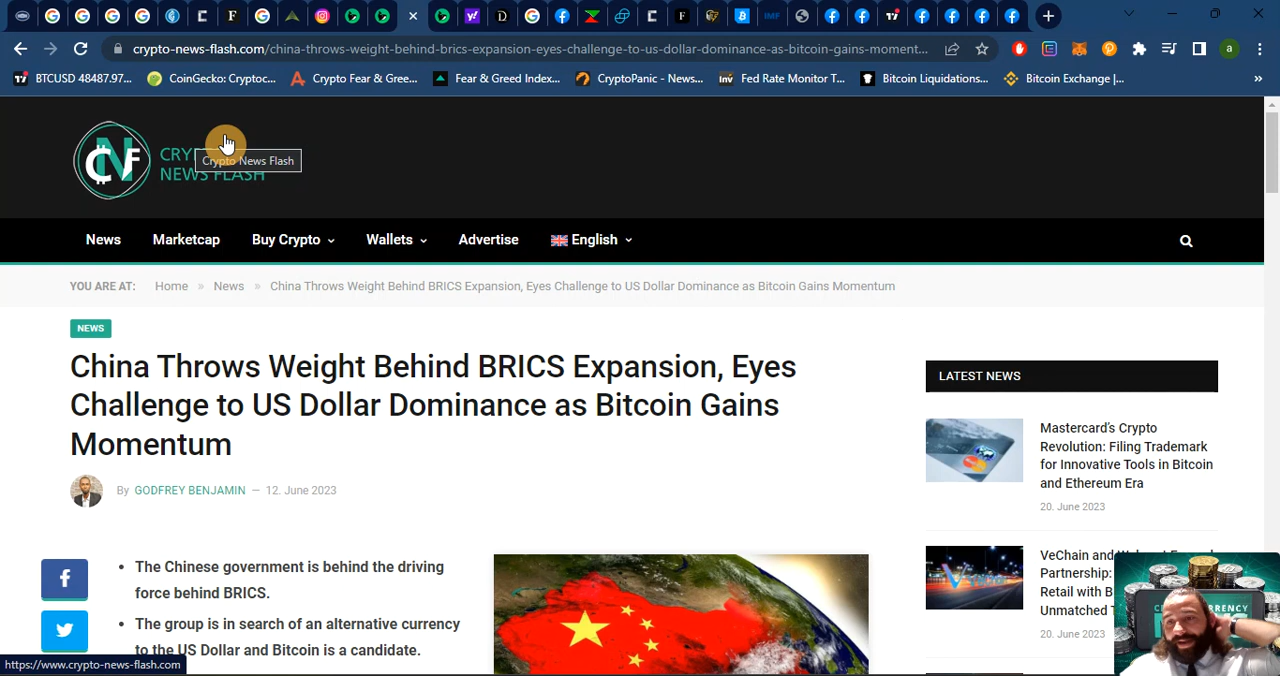 IMF
crypto-news-flash.com/china-throws-weight-behind-brics-expansion-eyes-challenge-to-us-dollar-dominance-as-bitcoin-gains-moment...
a
BTCUSD 48487.97...
CoinGecko: Cryptoc...
Crypto Fear & Gree...
Fear & Greed Index...
CryptoPanic - News...
Inv
Fed Rate Monitor T...
Bitcoin Liquidations...
Bitcoin Exchange |...
»
CNF
CRY
NEWS FLASH
Crypto News Flash
News
Marketcap
Buy Crypto
Wallets
Advertise
English
YOU ARE AT: Home » News » China Throws Weight Behind BRICS Expansion, Eyes Challenge to US Dollar Dominance as Bitcoin Gains Momentum
NEWS
China Throws Weight Behind BRICS Expansion, Eyes
Challenge to US Dollar Dominance as Bitcoin Gains
Momentum
By GODFREY BENJAMIN — 12. June 2023
• The Chinese government is behind the driving
force behind BRICS.
• The group is in search of an alternative currency
to the US Dollar and Bitcoin is a candidate.
LATEST NEWS
Mastercard's Crypto
Revolution: Filing Trademark
for Innovative Tools in Bitcoin
and Ethereum Era
20. June 2023
VeChain and
Partnership:
Retail with B
Unmatched T
20. June 2023
https://www.crypto-news-flash.com